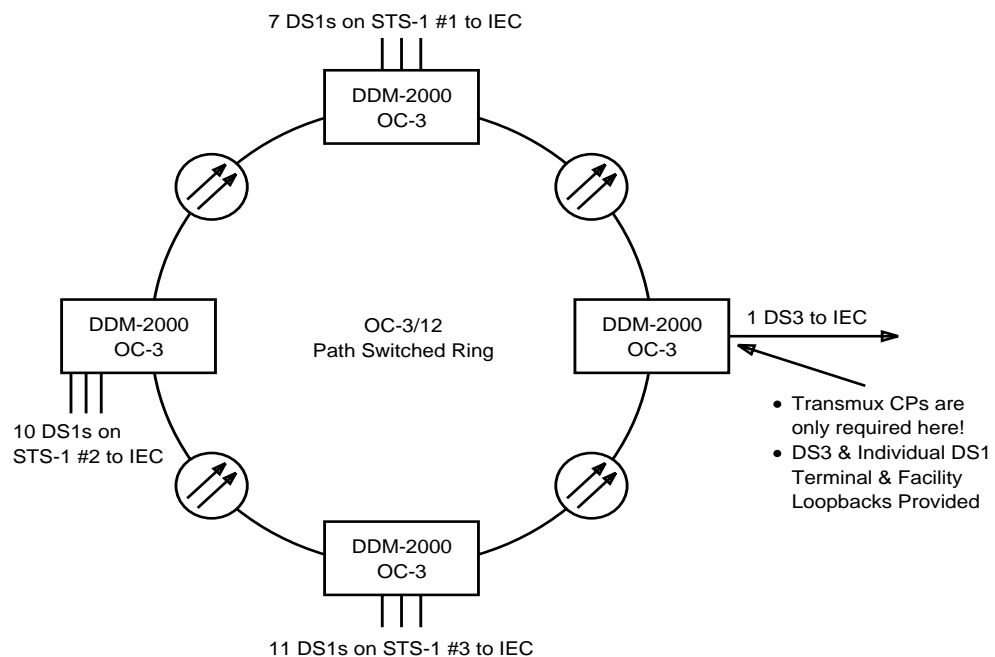 7 DS1s on STS-1 #1 to IEC
DDM-2000
OC-3
DDM-2000
OC-3
OC-3/12
Path Switched Ring
DDM-2000
OC-3
1 DS3 to IEC
10 DS1s on
STS-1 #2 to IEC
• Transmux CPs are
only required here!
• DS3 & Individual DS1
Terminal & Facility
Loopbacks Provided
DDM-2000
OC-3
11 DS1s on STS-1 #3 to IEC